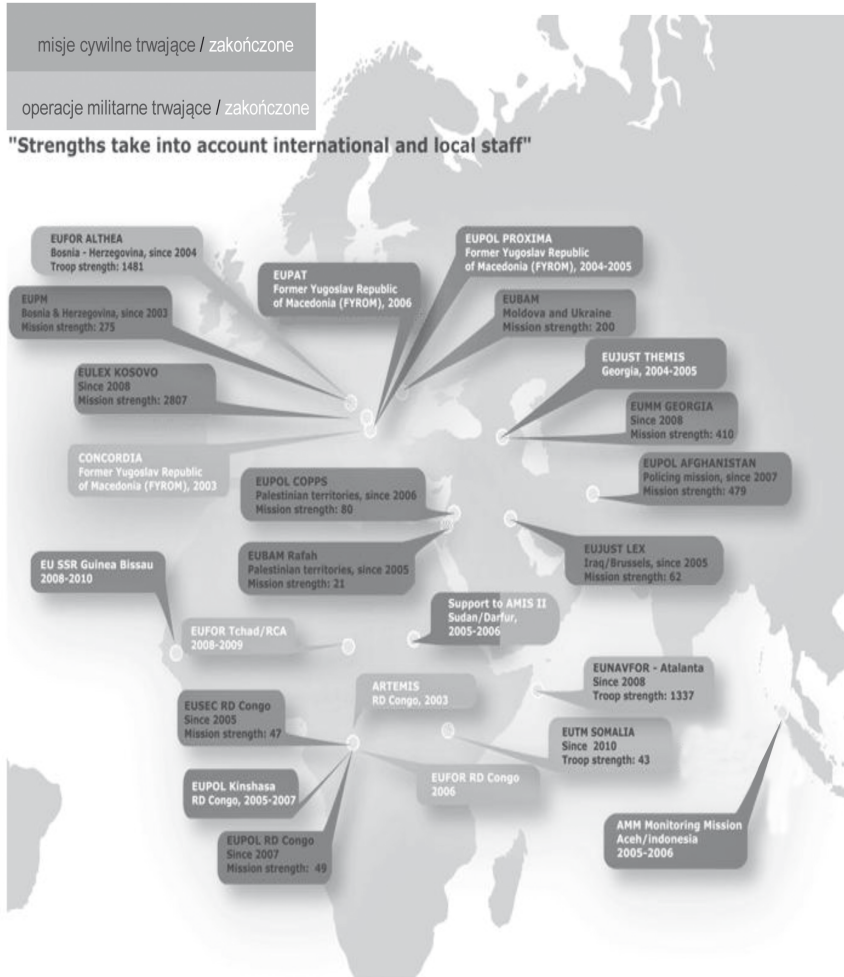 misje cywilne trwające / zakończone
operacje militarne trwające / zakończone
"Strengths take into account international and local staff"
EUFOR ALTHEA
Bosnia - Herzegovina, since 2004
Troop strength: 1481
EUPOL PROXIMA
Former Yugoslav Republic
of Macedonia (FYROM), 2004-2005
EUPAT
Former Yugoslav Republic
of Macedonia (FYROM), 2006
EUPM
Bosnia & Herzegovina, since 2003
Mission strength: 275
EUBAM
Moldova and Ukraine
Mission strength: 200
EUJUST THEMIS
Georgia, 2004-2005
EULEX KOSOVO
Since 2008
Mission strength: 2807
EUMM GEORGIA
Since 2008
Mission strength: 410
CONCORDIA
Former Yugoslav Republic
of Macedonia (FYROM), 2003
EUPOL COPPS
Palestinian territories, since 2006
Mission strength: 80
EUPOL AFGHANISTAN
Policing mission, since 2007
Mission strength: 479
EUBAM Rafah
Palestinian territories, since 2005
Mission strength: 21
EUJUST LEX
Iraq/Brussels, since 2005
Mission strength: 62
EU SSR Guinea Bissau
2008-2010
Support to AMIS II
Sudan/Darfur,
2005-2006
EUFOR Tchad/RCA
2008-2009
EUNAVFOR - Atalanta
Since 2008
Troop strength: 1337
ARTEMIS
RD Congo, 2003
EUSEC RD Congo
Since 2005
Mission strength: 47
EUTM SOMALIA
Since 2010
Troop strength: 43
EUPOL Kinshasa
RD Congo, 2005-2007
EUFOR RD Congo
2006
EUPOL RD Congo
Since 2007
Mission strength: 49
AMM Monitoring Mission
Aceh/indonesia
2005-2006